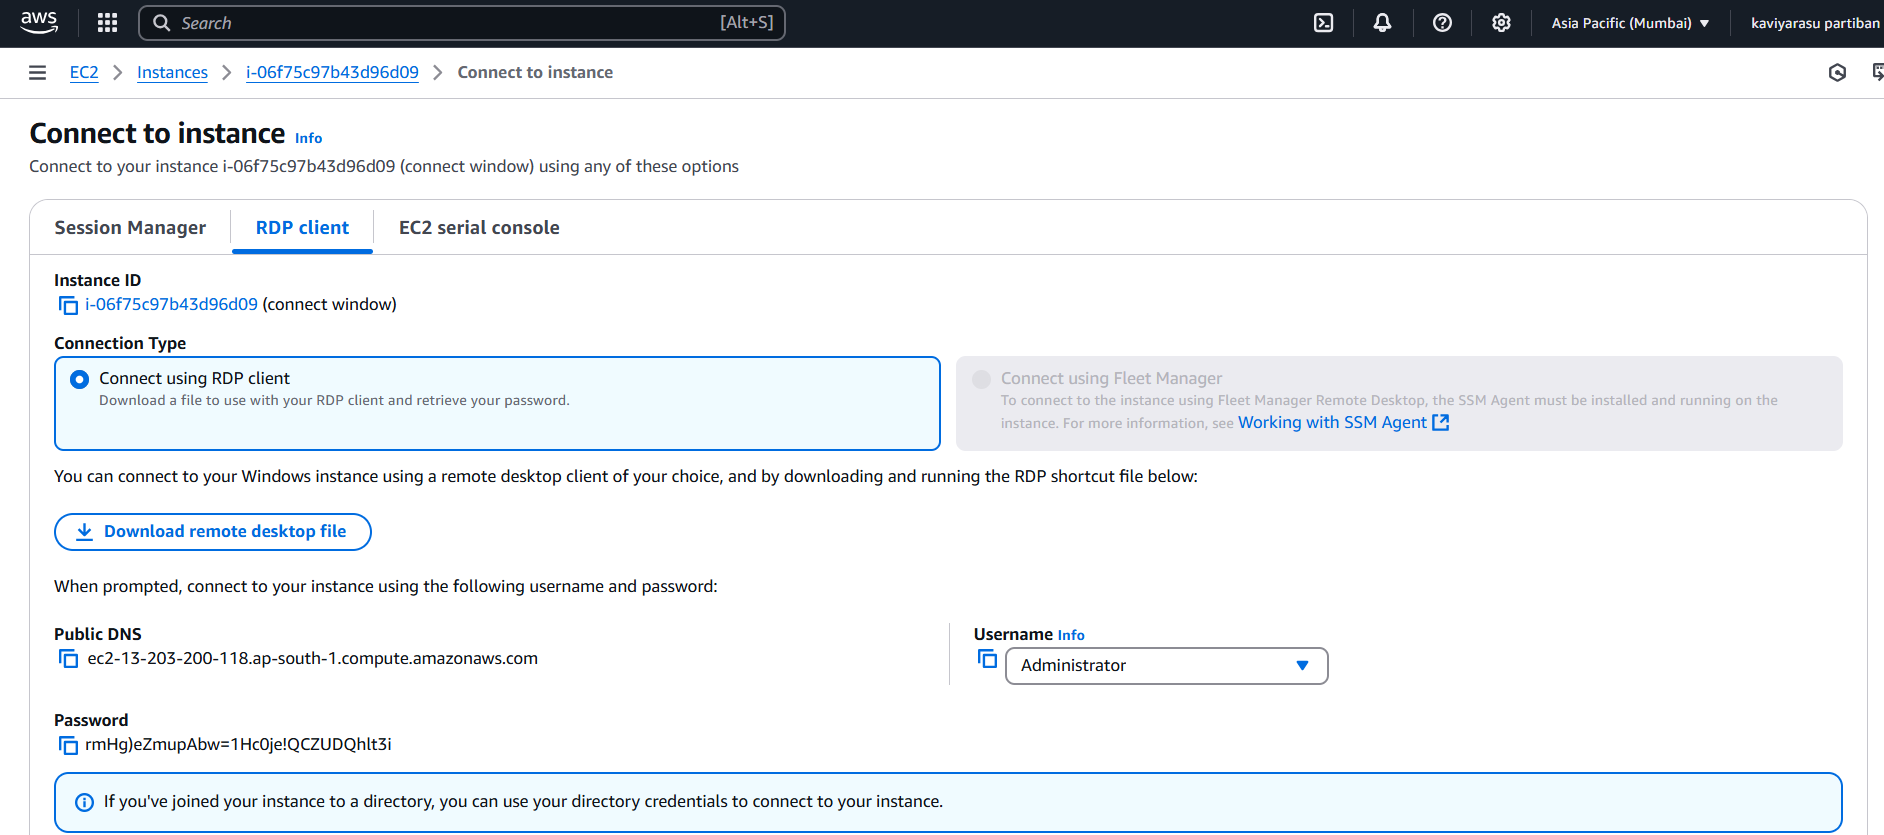 aws
Search [Alt+S]
Asia Pacific (Mumbai)
kaviyarasu partiban
EC2 > Instances > i-06f75c97b43d96d09 > Connect to instance
Connect to instance Info
Connect to your instance i-06f75c97b43d96d09 (connect window) using any of these options
Session Manager
RDP client
EC2 serial console
Instance ID
i-06f75c97b43d96d09 (connect window)
Connection Type
Connect using RDP client
Download a file to use with your RDP client and retrieve your password.
Connect using Fleet Manager
To connect to the instance using Fleet Manager Remote Desktop, the SSM Agent must be installed and running on the
instance. For more information, see Working with SSM Agent
You can connect to your Windows instance using a remote desktop client of your choice, and by downloading and running the RDP shortcut file below:
Download remote desktop file
When prompted, connect to your instance using the following username and password:
Public DNS
ec2-13-203-200-118.ap-south-1.compute.amazonaws.com
Username Info
Administrator
Password
rmHg)eZmupAbw=1Hc0je!QCZUDQhlt3i
If you've joined your instance to a directory, you can use your directory credentials to connect to your instance.